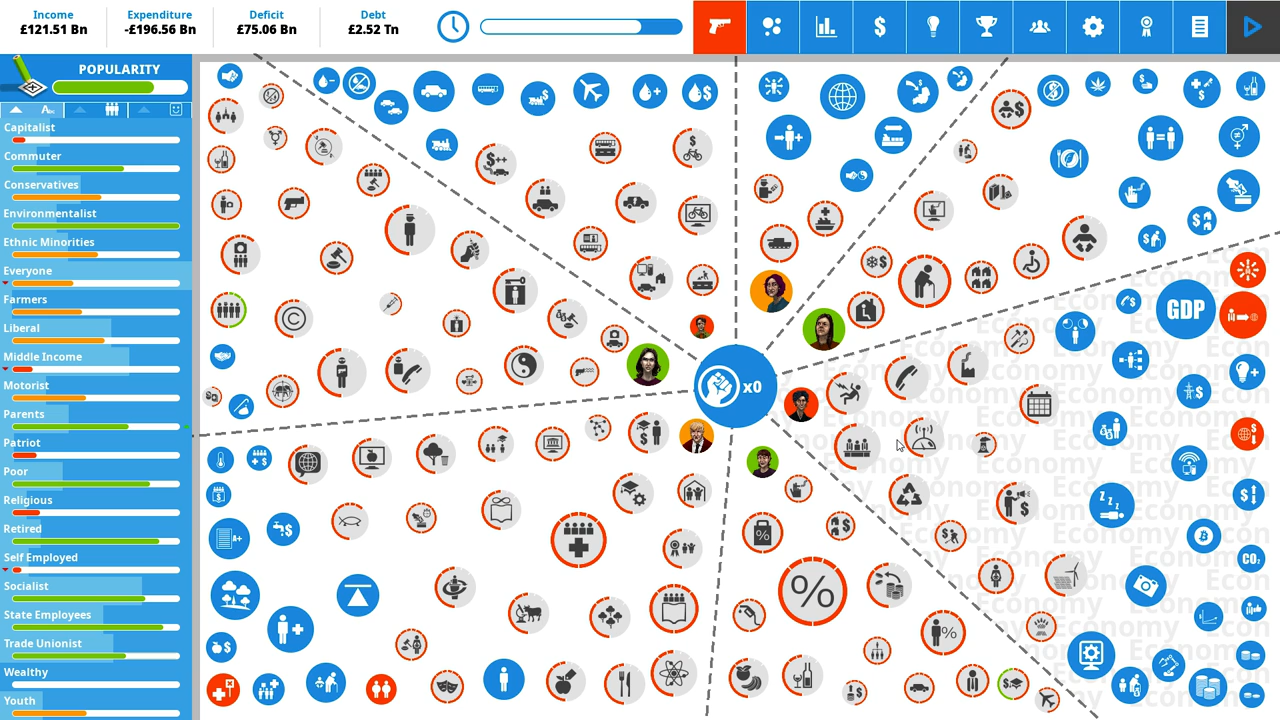 Income
Expenditure
Deficit
Debt
£121.51 Bn
-£196.56 Bn
£75.06 Bn
£2.52 Tn
POPULARITY
Capitalist
Commuter
Conservatives
Environmentalist
Ethnic Minorities
Everyone
Farmers
Liberal
Middle Income
Motorist
Parents
Patriot
Poor
Religious
Retired
Self Employed
Socialist
State Employees
Trade Unionist
Wealthy
Youth
x0
GDP
CO₂
A+
Economy